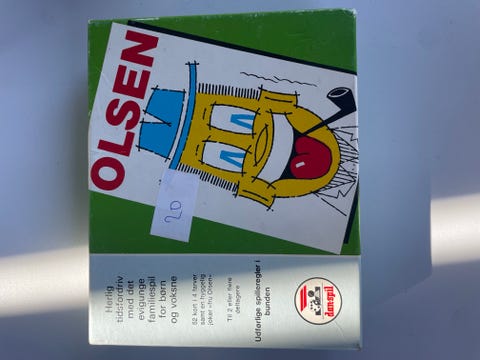 OLSEN
20
Herlig
tidsfordriv
med det
evigunge
familiespil
for børn
og voksne
52 kort i 4 farver
samt en hyggelig
joker »hr. Olsen«
Til 2 eller flere
deltagere
Udførlige spilleregler i
bunden
danspil